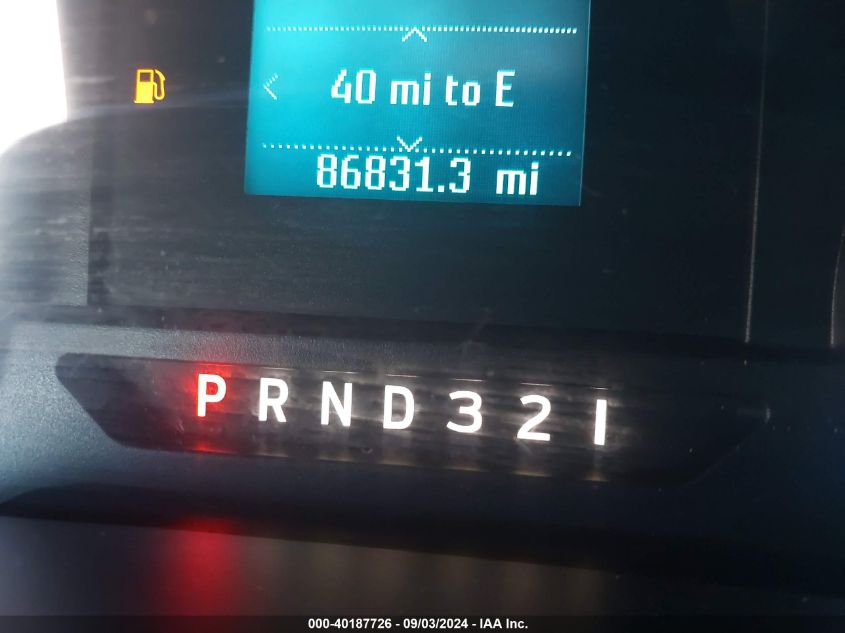 40 mi to E
86831.3 mi
P R N D 3 2 1
000-40187726 - 09/03/2024 - IAA Inc.